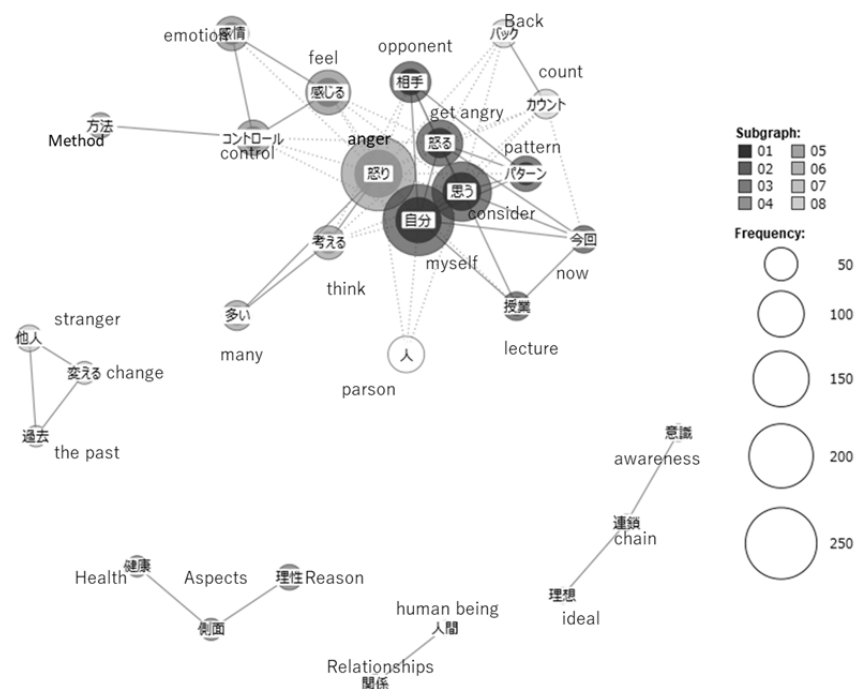 Back
バック
emotion
感情
feel
感じる
opponent
相手
count
カウント
方法
Method
コントロール
control
anger
怒り
get angry
怒る
pattern
パターン
思う
consider
自分
myself
考える
think
今回
now
授業
lecture
多い
many
人
parson
stranger
他人
変える
change
過去
the past
意識
awareness
連鎖
chain
理想
ideal
健康
Health
Aspects
側面
理性
Reason
human being
人間
Relationships
関係
Subgraph:
01 05
02 06
03 07
04 08
Frequency:
50
100
150
200
250